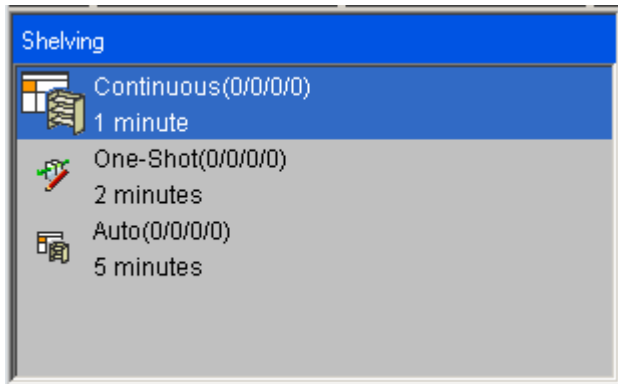 Shelving
Continuous(0/0/0/0)
1 minute
One-Shot(0/0/0/0)
2 minutes
Auto(0/0/0/0)
5 minutes